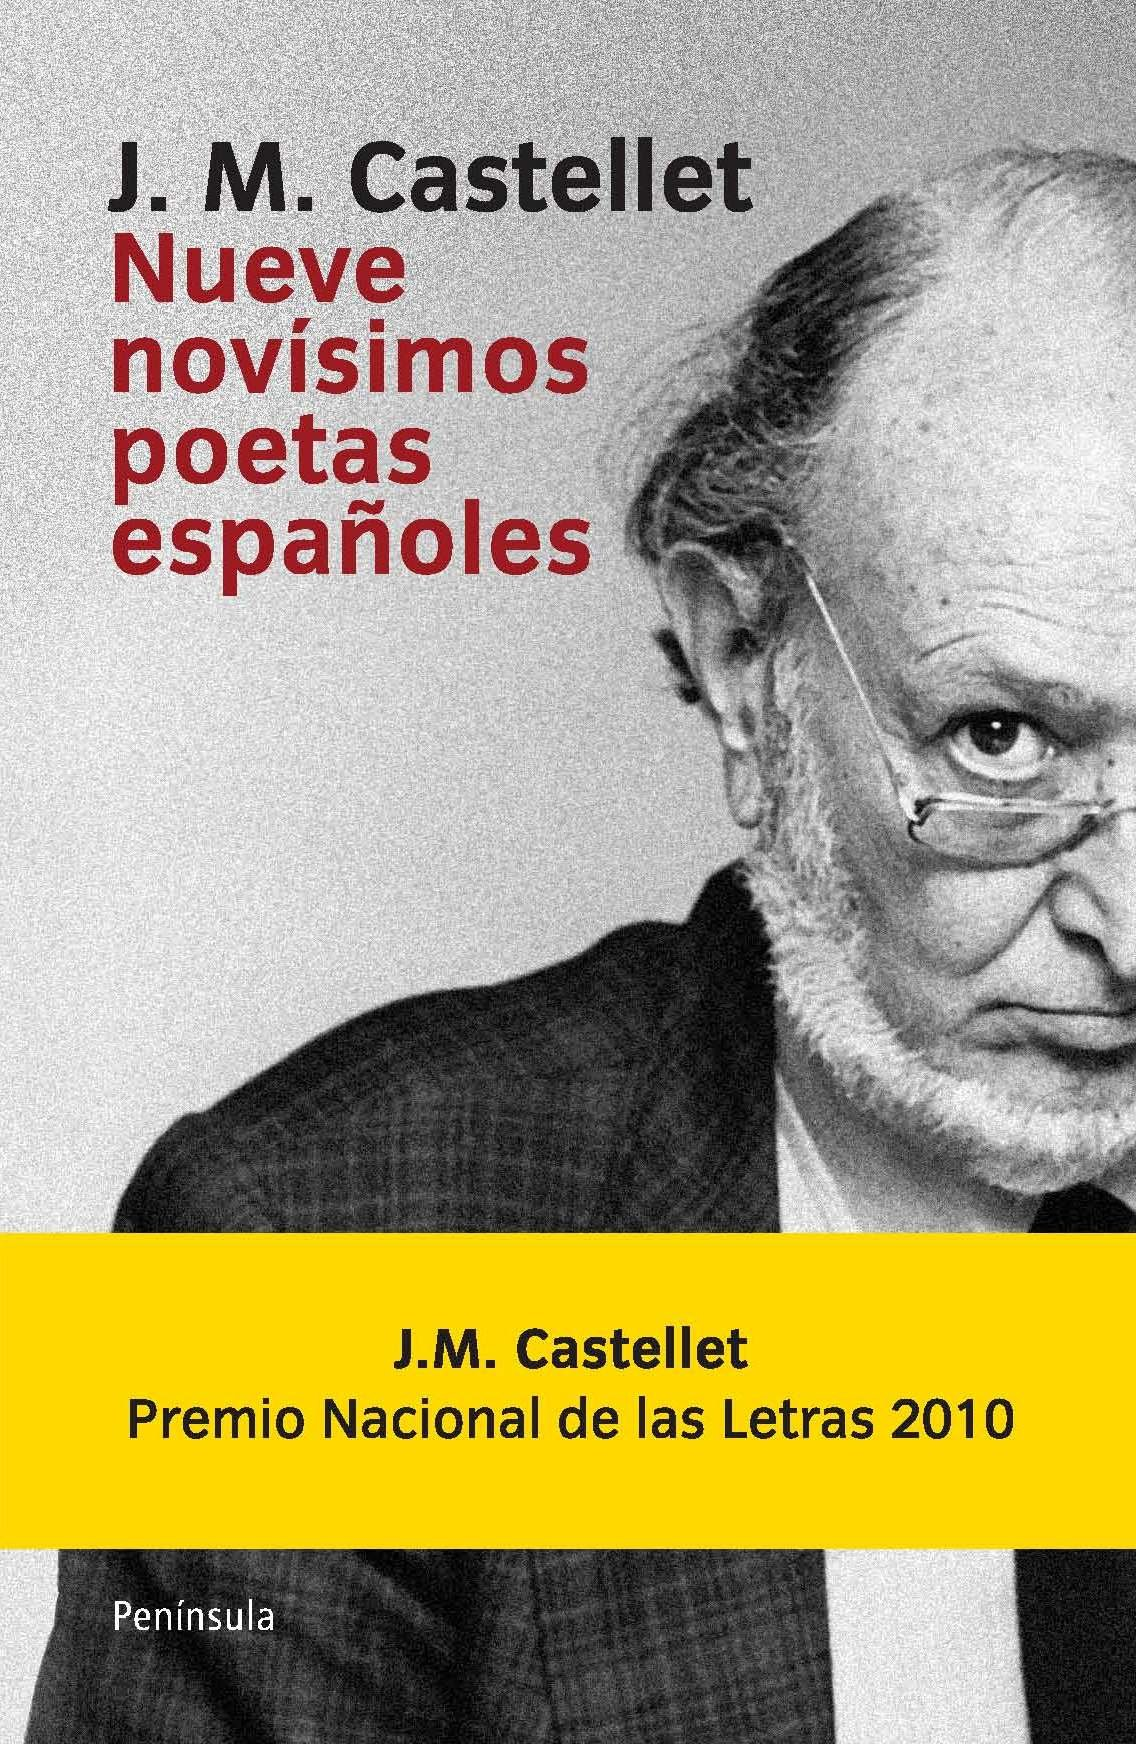 J. M. Castellet
Nueve
novísimos
poetas
españoles
J.M. Castellet
Premio Nacional de las Letras 2010
Península